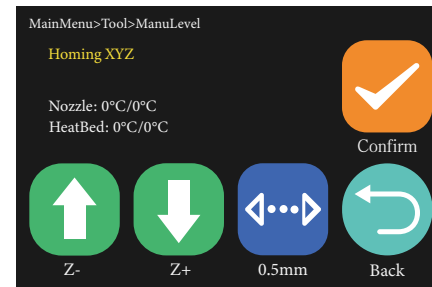 MainMenu>Tool>ManuLevel
Homing XYZ
Nozzle: 0°C/0°C
HeatBed: 0°C/0°C
Confirm
Z-
Z+
0.5mm
Back